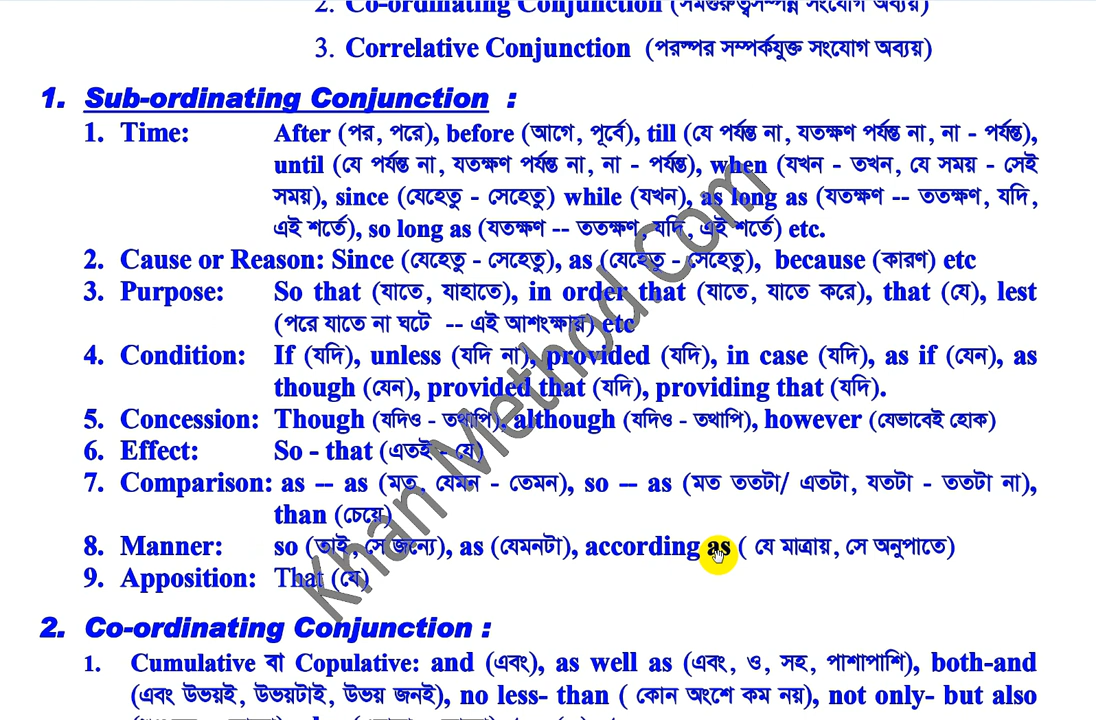 2. Co-ordinating Conjunction (সমগুরুত্বসম্পন্ন সংযোগ অব্যয়)
3. Correlative Conjunction (পরস্পর সম্পর্কযুক্ত সংযোগ অব্যয়)
1. Sub-ordinating Conjunction :
1. Time: After (পর, পরে), before (আগে, পূর্বে), till (যে পর্যন্ত না, যতক্ষণ পর্যন্ত না, না - পর্যন্ত),
until (যে পর্যন্ত না, যতক্ষণ পর্যন্ত না, না - পর্যন্ত), when (যখন - তখন, যে সময় - সেই
সময়), since (যেহেতু - সেহেতু) while (যখন), as long as (যতক্ষণ -- ততক্ষণ, যদি,
এই শর্তে), so long as (যতক্ষণ -- ততক্ষণ, যদি, এই শর্তে) etc.
2. Cause or Reason: Since (যেহেতু - সেহেতু), as (যেহেতু - সেহেতু), because (কারণ) etc
3. Purpose: So that (যাতে, যাহাতে), in order that (যাতে, যাতে করে), that (যে), lest
(পরে যাতে না ঘটে -- এই আশংক্ষায়) etc
4. Condition: If (যদি), unless (যদি না), provided (যদি), in case (যদি), as if (যেন), as
though (যেন), provided that (যদি), providing that (যদি).
5. Concession: Though (যদিও - তথাপি), although (যদিও - তথাপি), however (যেভাবেই হোক)
6. Effect: So - that (এতই - যে)
7. Comparison: as -- as (মত, যেমন - তেমন), so -- as (মত ততটা/ এতটা, যতটা - ততটা না),
than (চেয়ে)
8. Manner: so (তাই, সে জন্যে), as (যেমনটা), according as ( যে মাত্রায়, সে অনুপাতে)
9. Apposition: That (যে)
2. Co-ordinating Conjunction :
1. Cumulative বা Copulative: and (এবং), as well as (এবং, ও, সহ, পাশাপাশি), both-and
(এবং উভয়ই, উভয়টাই, উভয় জনই), no less- than ( কোন অংশে কম নয়), not only- but also
Khan Method.Com